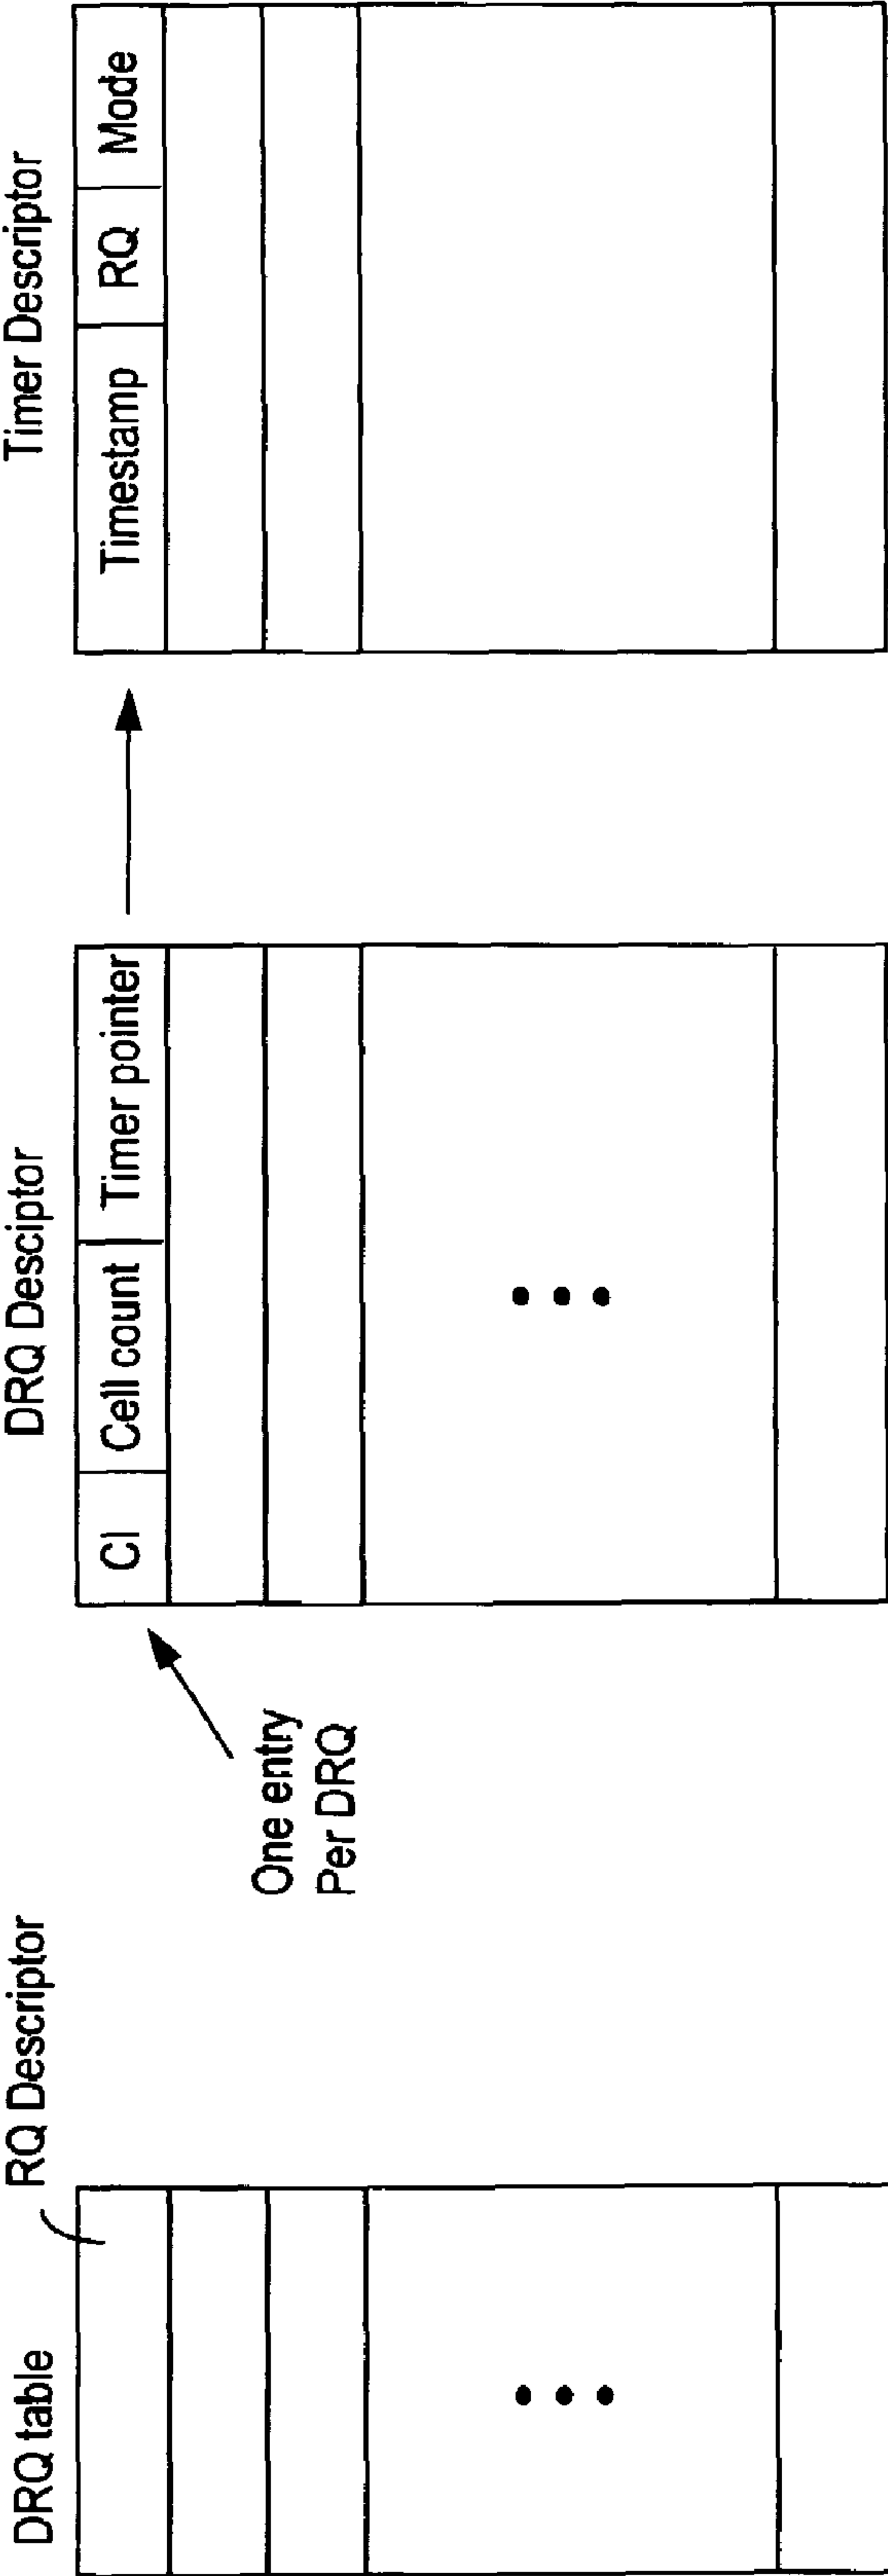 DRQ table
RQ Descriptor
One entry
Per DRQ
DRQ Desciptor
CI
Cell count
Timer pointer
Timer Descriptor
Timestamp
RQ
Mode